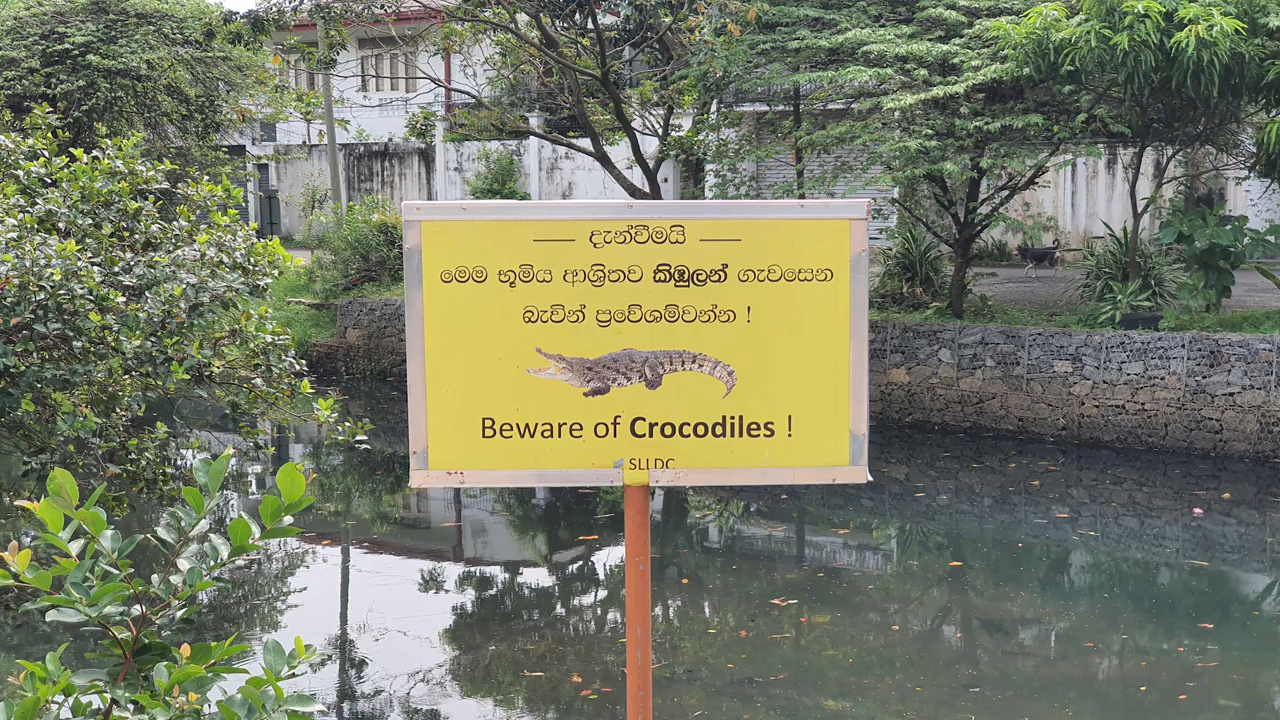 — දැන්වීමයි —
මෙම භූමිය ආශ්‍රිතව කිඹුලන් ගැවසෙන
බැවින් ප්‍රවේශම්වන්න !
Beware of Crocodiles !
SLLDC